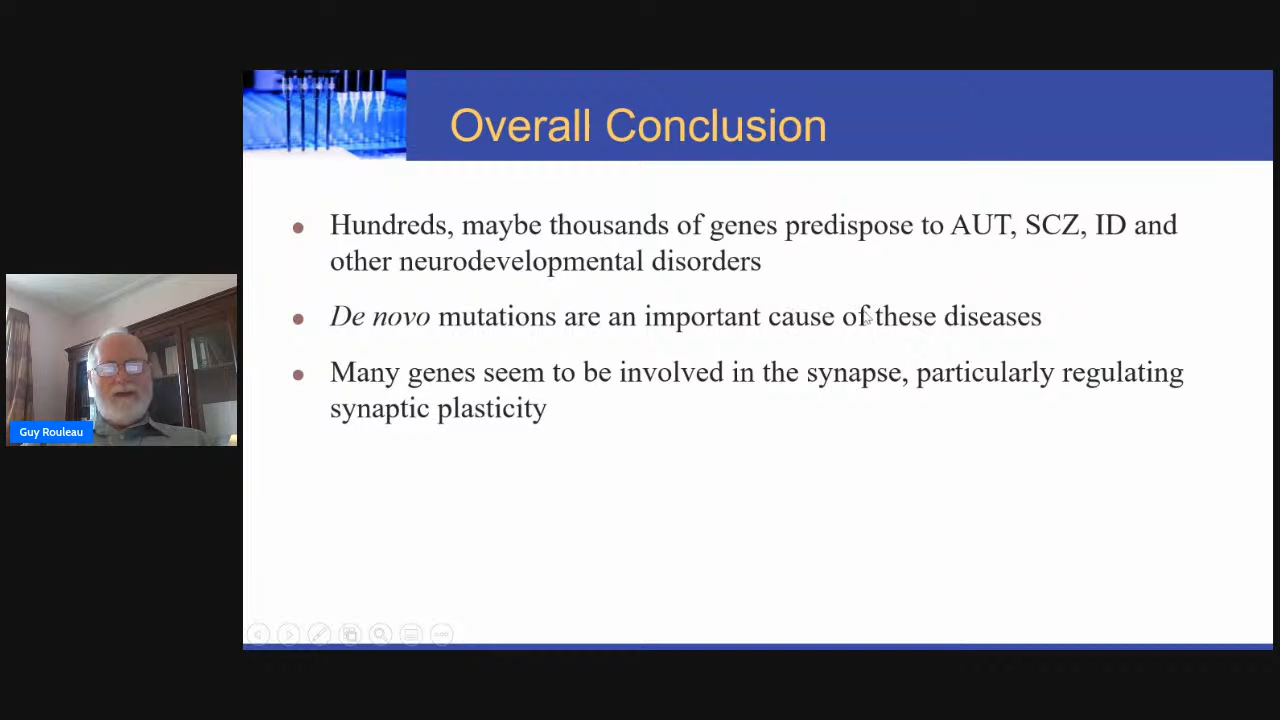 Overall Conclusion
Hundreds, maybe thousands of genes predispose to AUT, SCZ, ID and
other neurodevelopmental disorders
De novo mutations are an important cause of these diseases
Many genes seem to be involved in the synapse, particularly regulating
synaptic plasticity
Guy Rouleau